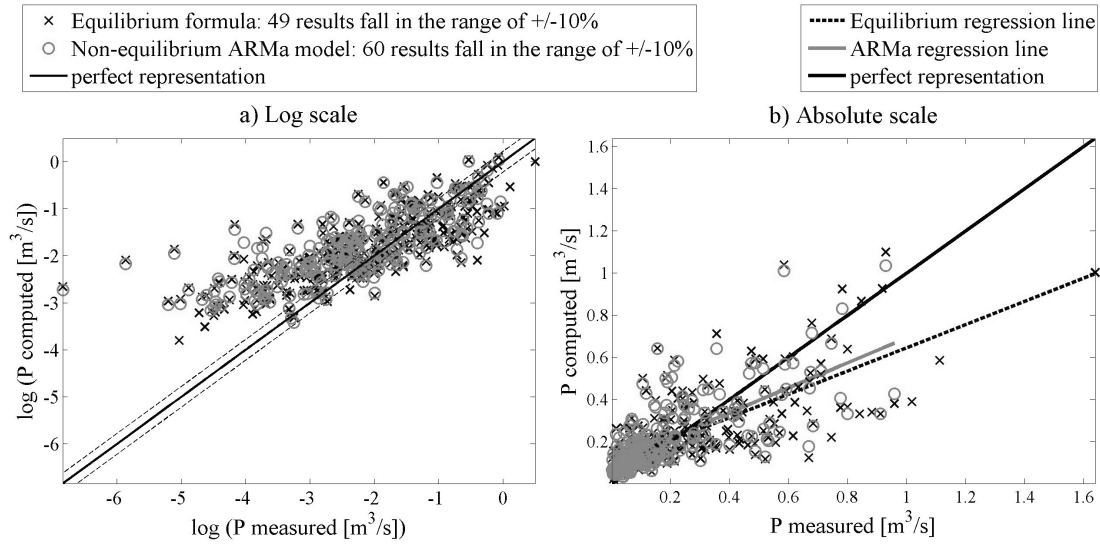 Equilibrium formula: 49 results fall in the range of +/-10%
Non-equilibrium ARMa model: 60 results fall in the range of +/-10%
perfect representation
Equilibrium regression line
ARMa regression line
perfect representation
a) Log scale
b) Absolute scale
log (P computed [m³/s])
0
-1
-2
-3
-4
-5
-6
-6
-5
-4
-3
-2
-1
0
log (P measured [m³/s])
P computed [m³/s]
1.6
1.4
1.2
1
0.8
0.6
0.4
0.2
0.2
0.4
0.6
0.8
1
1.2
1.4
1.6
P measured [m³/s]